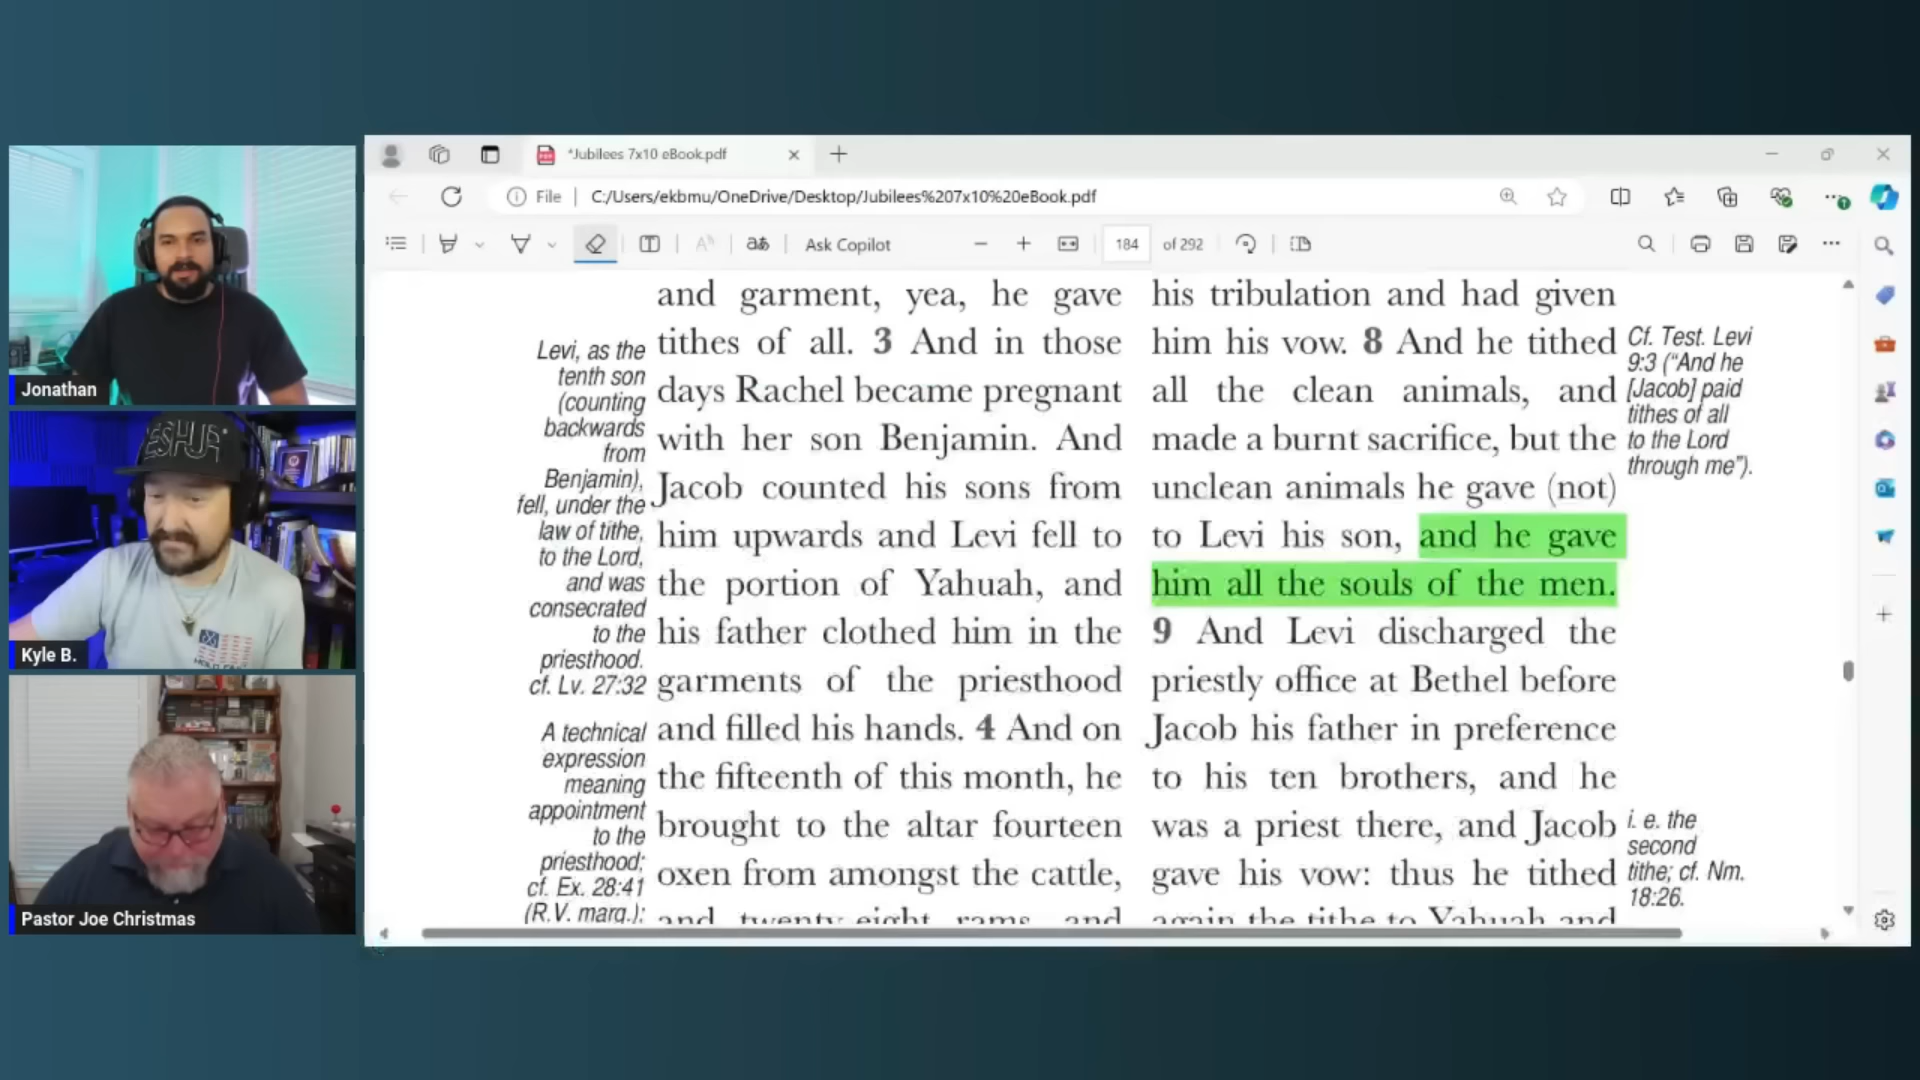 *Jubilees 7x10 eBook.pdf
File
C:/Users/ekbmu/OneDrive/Desktop/Jubilees%207x10%20eBook.pdf
Ask Copilot
184
of 292
Jonathan
Kyle B.
Pastor Joe Christmas
Levi, as the
tenth son
(counting
backwards
from
Benjamin),
fell, under the
law of tithe,
to the Lord,
and was
consecrated
to the
priesthood.
cf. Lv. 27:32
A technical
expression
meaning
appointment
to the
priesthood;
cf. Ex. 28:41
(R.V. marg.);
and garment, yea, he gave
tithes of all. 3 And in those
days Rachel became pregnant
with her son Benjamin. And
Jacob counted his sons from
him upwards and Levi fell to
the portion of Yahuah, and
his father clothed him in the
garments of the priesthood
and filled his hands. 4 And on
the fifteenth of this month, he
brought to the altar fourteen
oxen from amongst the cattle,
and twenty-eight rams, and
his tribulation and had given
him his vow. 8 And he tithed
all the clean animals, and
made a burnt sacrifice, but the
unclean animals he gave (not)
to Levi his son, and he gave
him all the souls of the men.
9 And Levi discharged the
priestly office at Bethel before
Jacob his father in preference
to his ten brothers, and he
was a priest there, and Jacob
gave his vow: thus he tithed
again the tithe to Yahuah and
Cf. Test. Levi
9:3 (“And he
[Jacob] paid
tithes of all
to the Lord
through me”).
i. e. the
second
tithe; cf. Nm.
18:26.